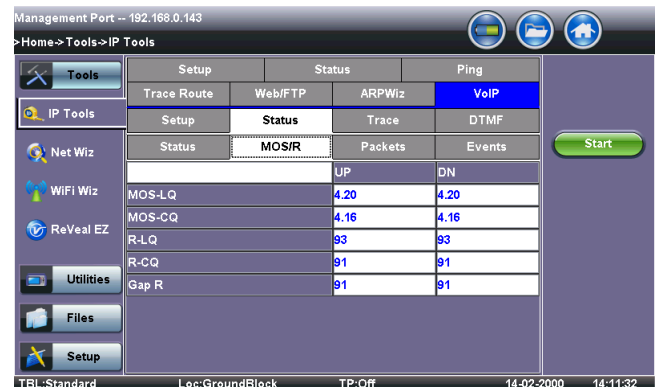 Management Port -- 192.168.0.143
>Home->Tools->IP Tools
Tools
IP Tools
Net Wiz
WiFi Wiz
ReVeal EZ
Utilities
Files
Setup
Setup Status Ping
Trace Route Web/FTP ARPWiz VoIP
Setup Status Trace DTMF
Status MOS/R Packets Events
UP DN
MOS-LQ 4.20 4.20
MOS-CQ 4.16 4.16
R-LQ 93 93
R-CQ 91 91
Gap R 91 91
Start
TBL:Standard Loc:GroundBlock TP:Off 14-02-2000 14:11:32